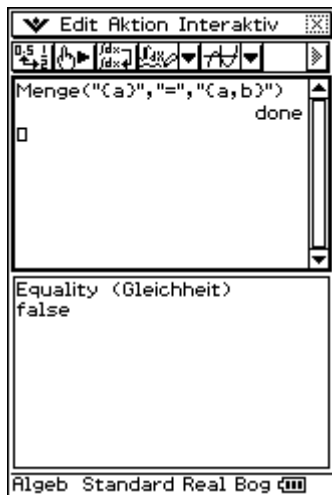 Edit Aktion Interaktiv
Menge("{a}","=","{a,b}")
done
Equality (Gleichheit)
false
Algeb Standard Real Bog